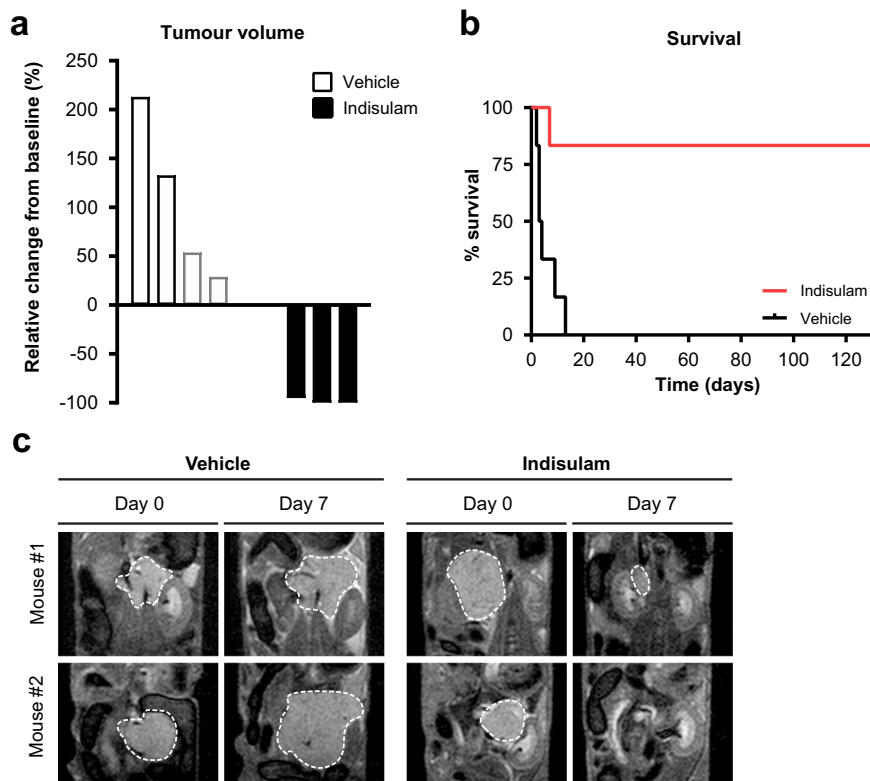 a
Tumour volume
Relative change from baseline (%)
250
200
150
100
50
0
-50
-100
Vehicle
Indisulam
b
Survival
% survival
100
75
50
25
0
0 20 40 60 80 100 120
Time (days)
Indisulam
Vehicle
c
Vehicle Indisulam
Day 0 Day 7 Day 0 Day 7
Mouse #1
Mouse #2